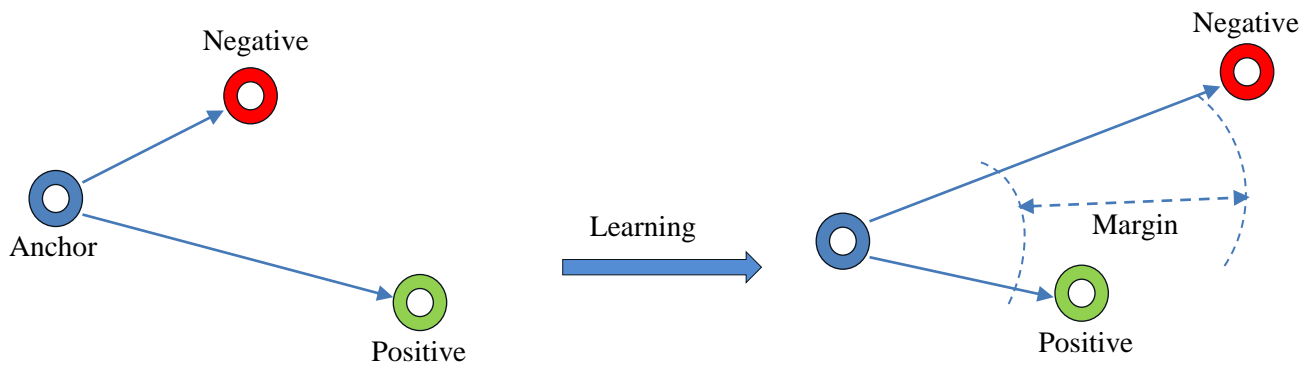 Negative
Anchor
Positive
Learning
Negative
Margin
Positive